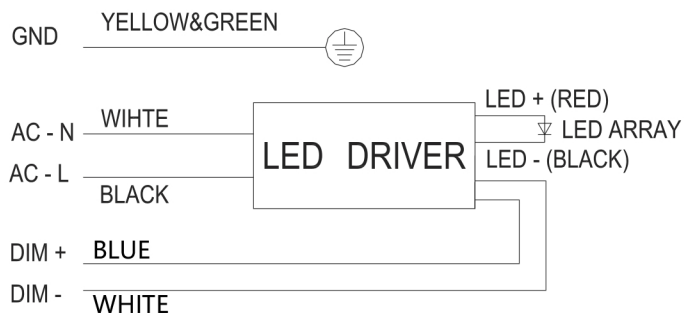 GND YELLOW&GREEN
AC - N WIHTE
AC - L BLACK
LED DRIVER
LED + (RED)
LED ARRAY
LED - (BLACK)
DIM + BLUE
DIM - WHITE